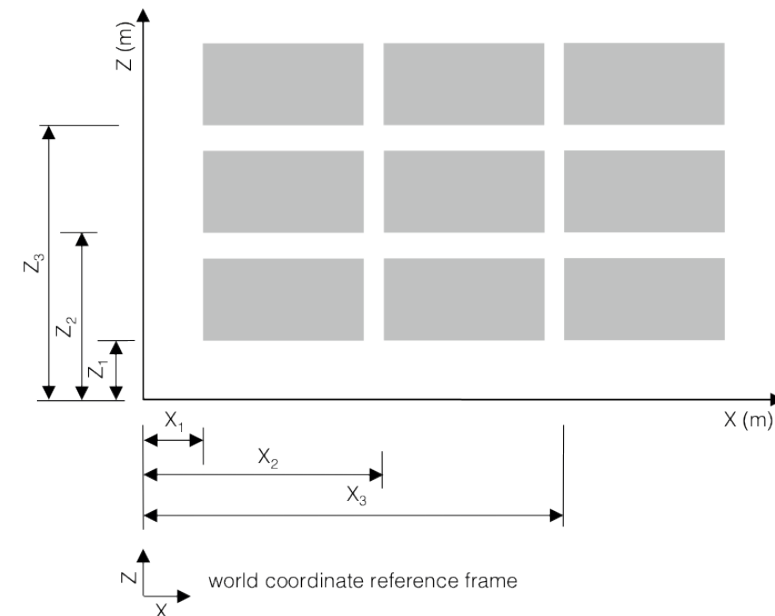 Z (m)
Z₃
Z₂
Z₁
X (m)
X₁
X₂
X₃
Z
world coordinate reference frame
X